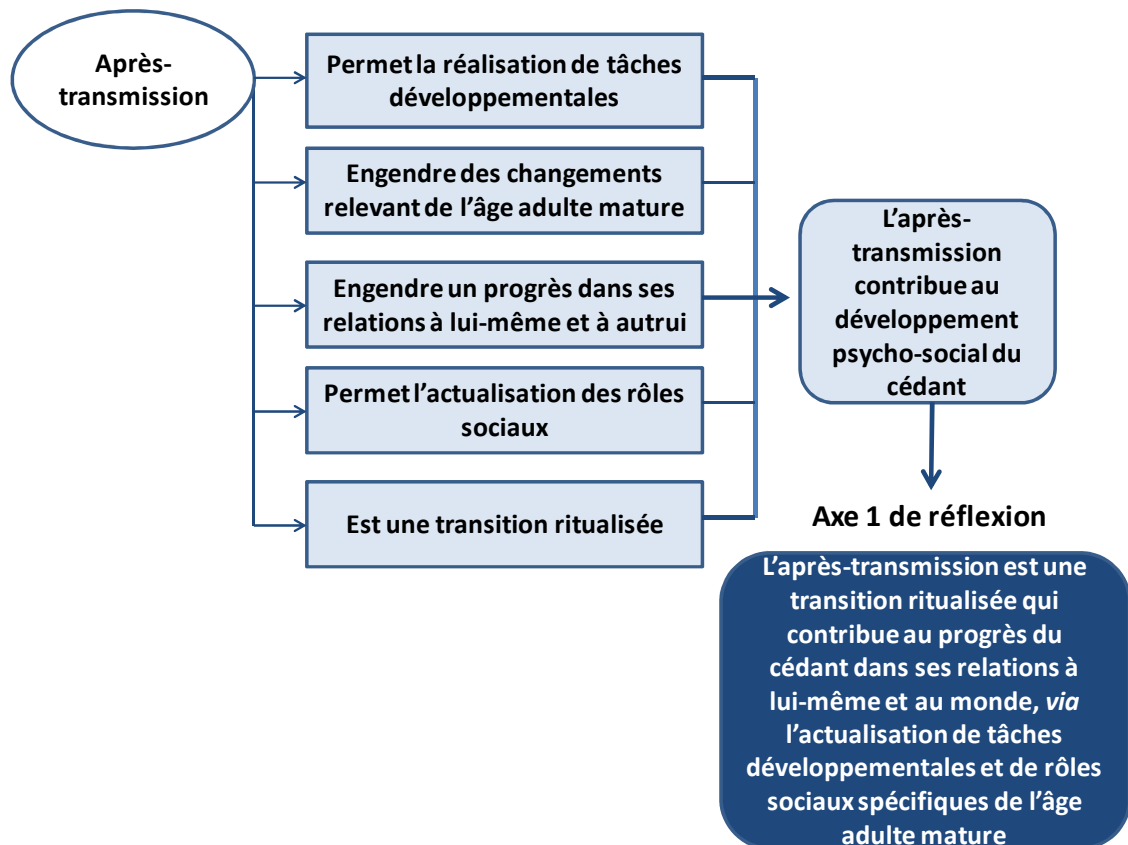 Après-
transmission
Permet la réalisation de tâches
développementales
Engendre des changements
relevant de l’âge adulte mature
Engendre un progrès dans ses
relations à lui-même et à autrui
Permet l’actualisation des rôles
sociaux
Est une transition ritualisée
L’après-
transmission
contribue au
développement
psycho-social du
cédant
Axe 1 de réflexion
L’après-transmission est une
transition ritualisée qui
contribue au progrès du
cédant dans ses relations à
lui-même et au monde, via
l’actualisation de tâches
développementales et de rôles
sociaux spécifiques de l’âge
adulte mature